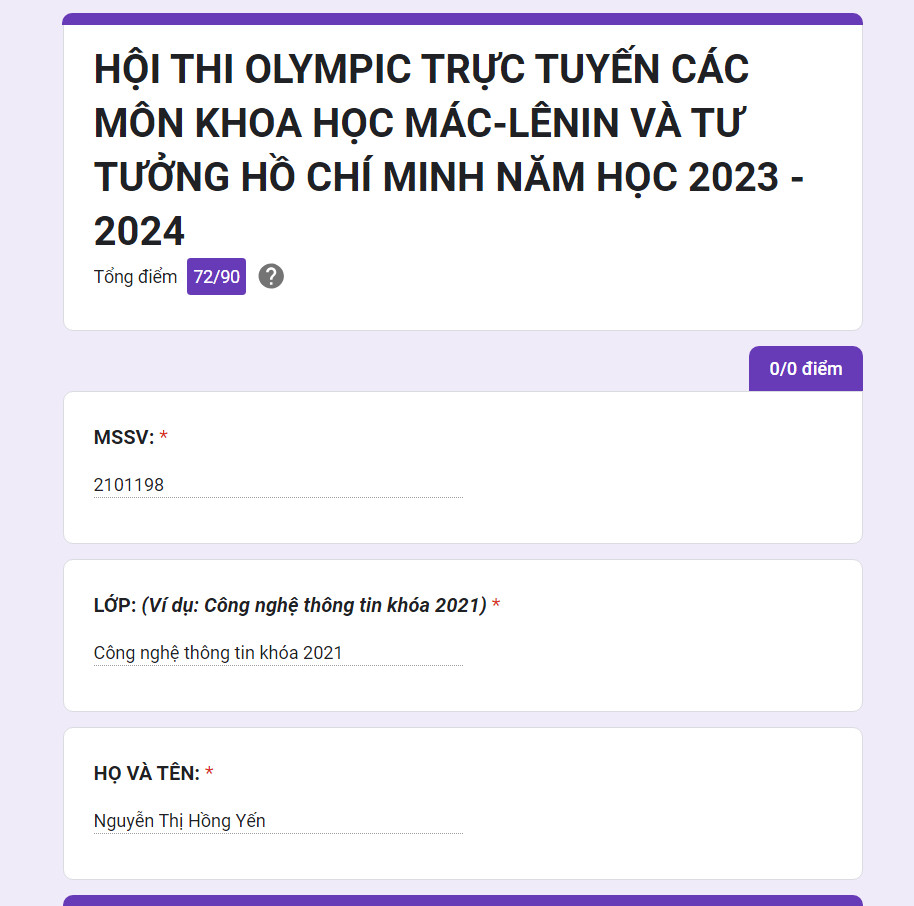 HỘI THI OLYMPIC TRỰC TUYẾN CÁC
MÔN KHOA HỌC MÁC-LÊNIN VÀ TƯ
TƯỞNG HỒ CHÍ MINH NĂM HỌC 2023 -
2024
Tổng điểm 72/90 ?
0/0 điểm
MSSV: *
2101198
LỚP: (Ví dụ: Công nghệ thông tin khóa 2021) *
Công nghệ thông tin khóa 2021
HỌ VÀ TÊN: *
Nguyễn Thị Hồng Yến